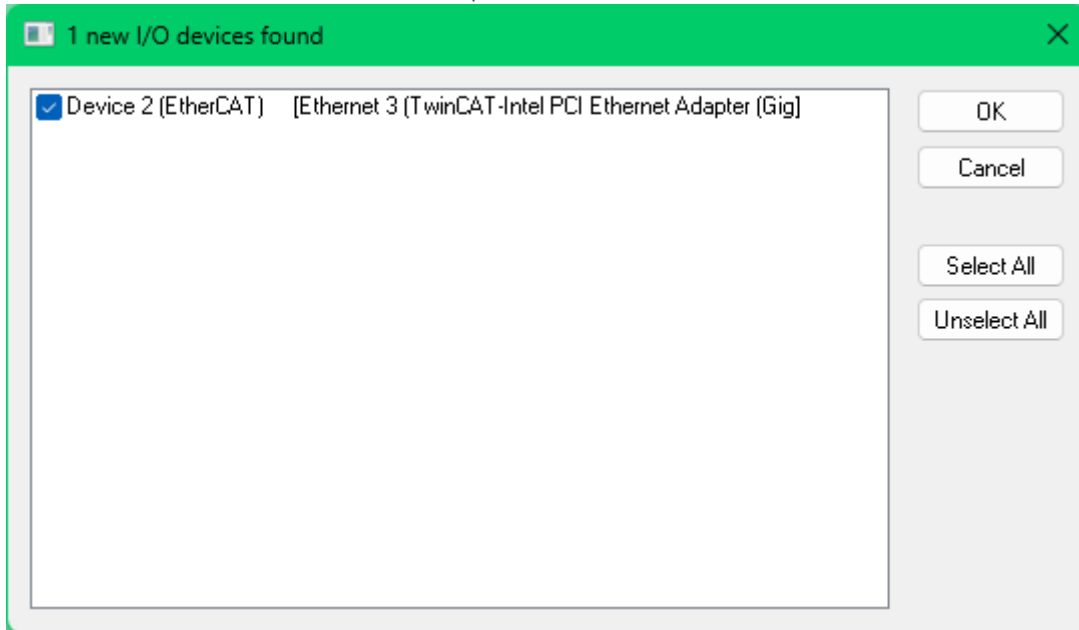 1 new I/O devices found
Device 2 (EtherCAT) [Ethernet 3 (TwinCAT-Intel PCI Ethernet Adapter (Gig]
OK
Cancel
Select All
Unselect All